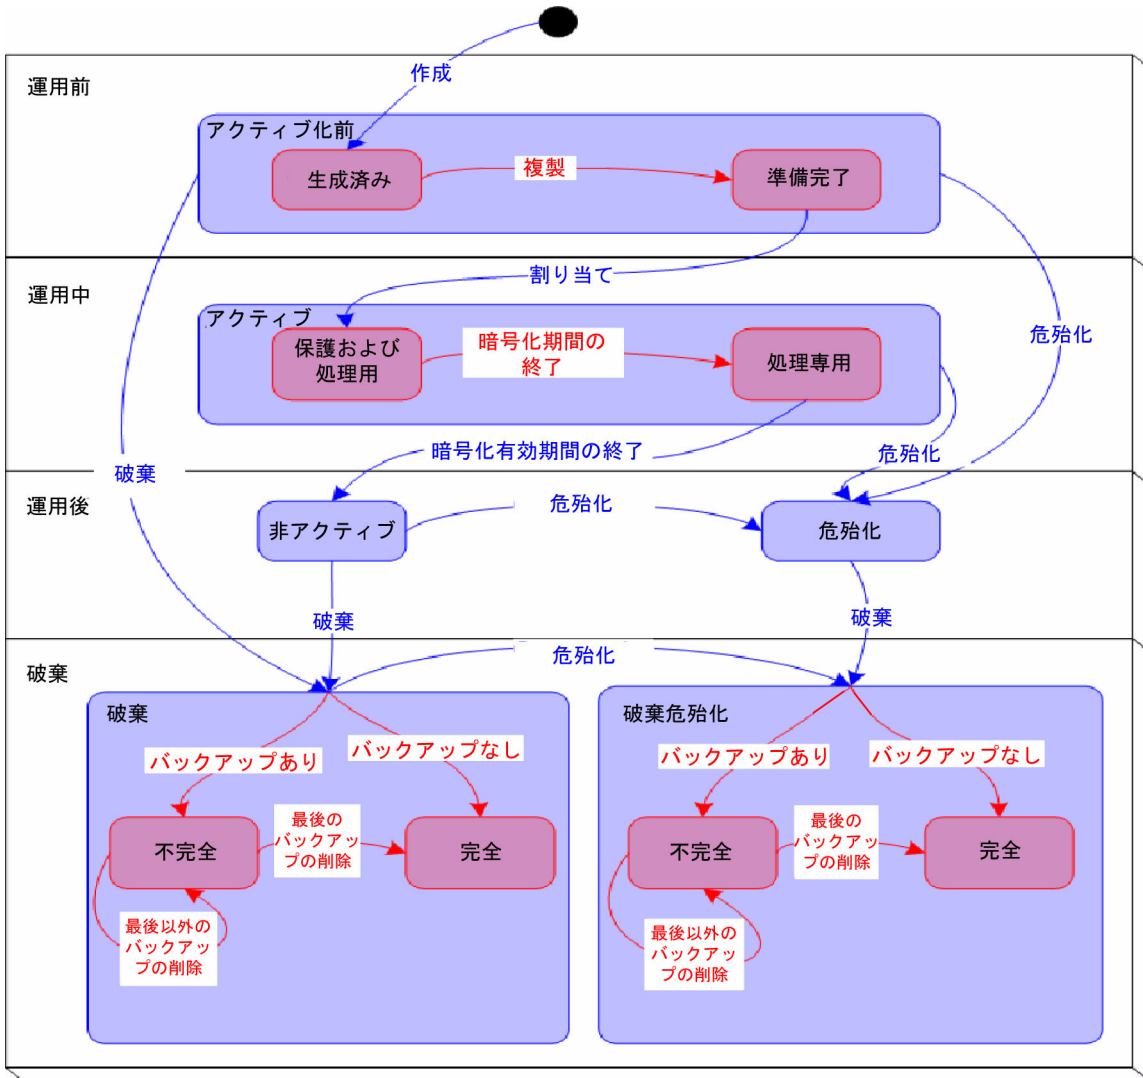 作成
運用前
アクティブ化前
生成済み
複製
準備完了
割り当て
運用中
アクティブ
保護および
処理用
暗号化期間の
終了
処理専用
危殆化
暗号化有効期間の終了
危殆化
破棄
運用後
非アクティブ
危殆化
危殆化
破棄
破棄
破棄
危殆化
破棄
バックアップあり
バックアップなし
不完全
最後の
バックアッ
プの削除
完全
最後以外の
バックアッ
プの削除
破棄危殆化
バックアップあり
バックアップなし
不完全
最後の
バックアッ
プの削除
完全
最後以外の
バックアッ
プの削除